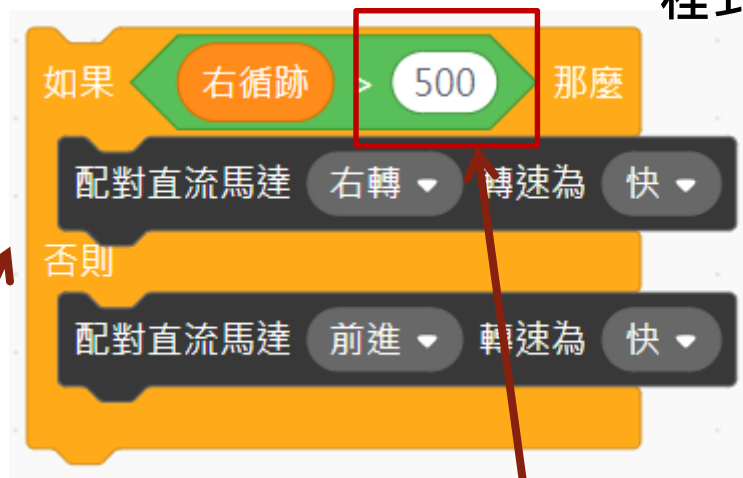 程
如果 右循跡 > 500 那麼
配對直流馬達 右轉 轉速為 快
否則
配對直流馬達 前進 轉速為 快